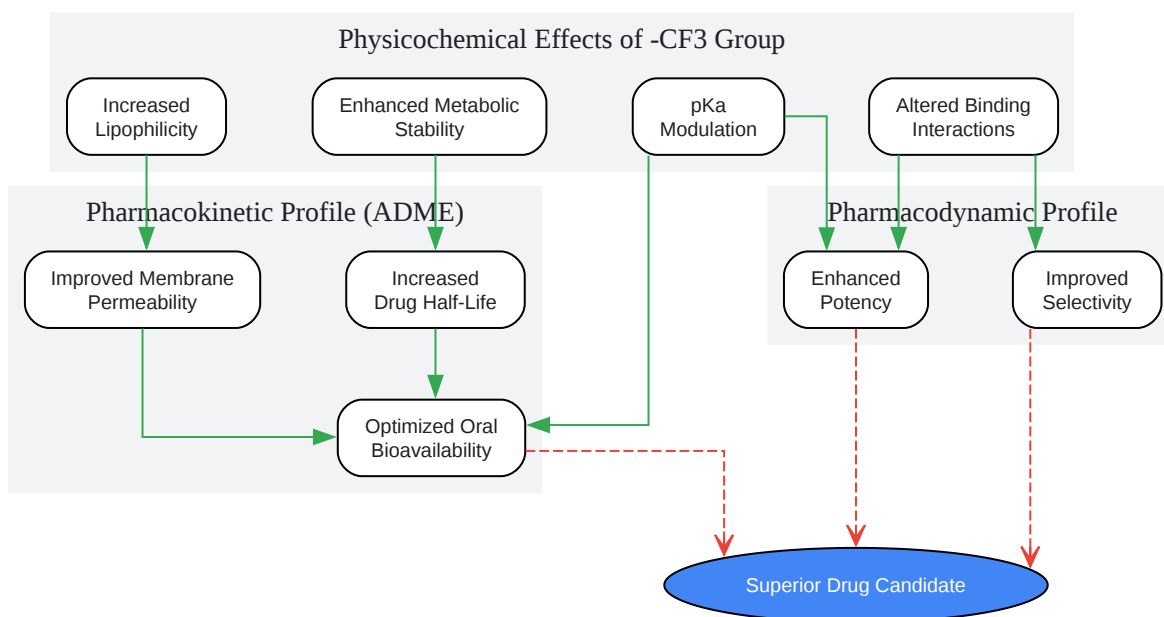 Physicochemical Effects of -CF3 Group
Increased
Lipophilicity
Enhanced Metabolic
Stability
pKa
Modulation
Altered Binding
Interactions
Pharmacokinetic Profile (ADME)
Pharmacodynamic Profile
Improved Membrane
Permeability
Increased
Drug Half-Life
Enhanced
Potency
Improved
Selectivity
Optimized Oral
Bioavailability
Superior Drug Candidate